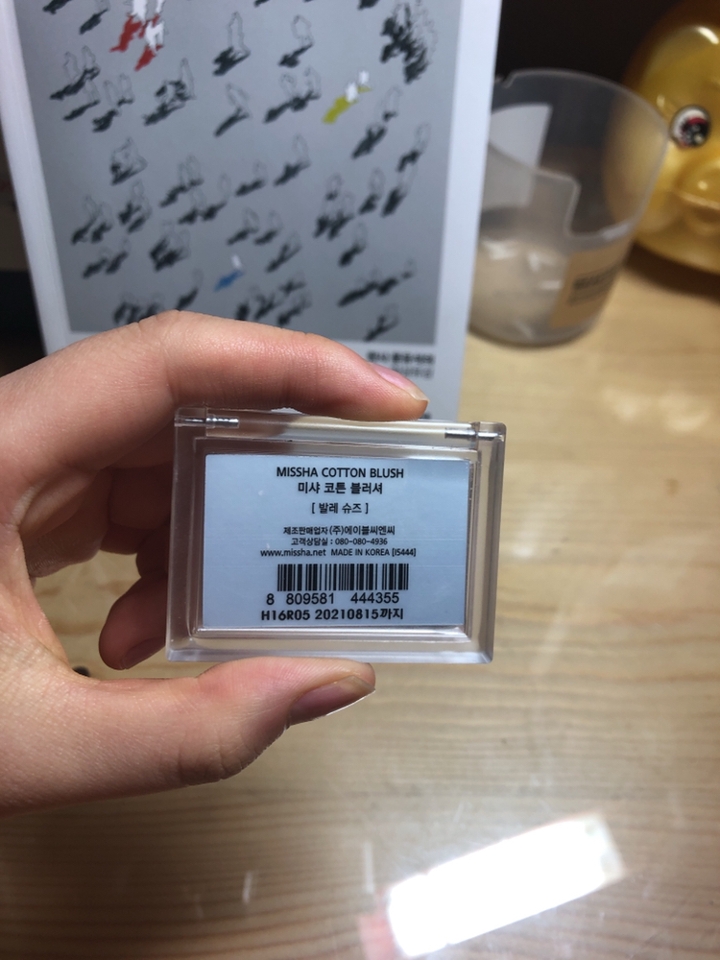 MISSHA COTTON BLUSH
미샤 코튼 블러셔
[ 발레 슈즈 ]
제조판매업자 (주)에이블씨엔씨
고객상담실 : 080-080-4936
www.missha.net MADE IN KOREA [I5444]
8 809581 444355
H16R05 20210815까지